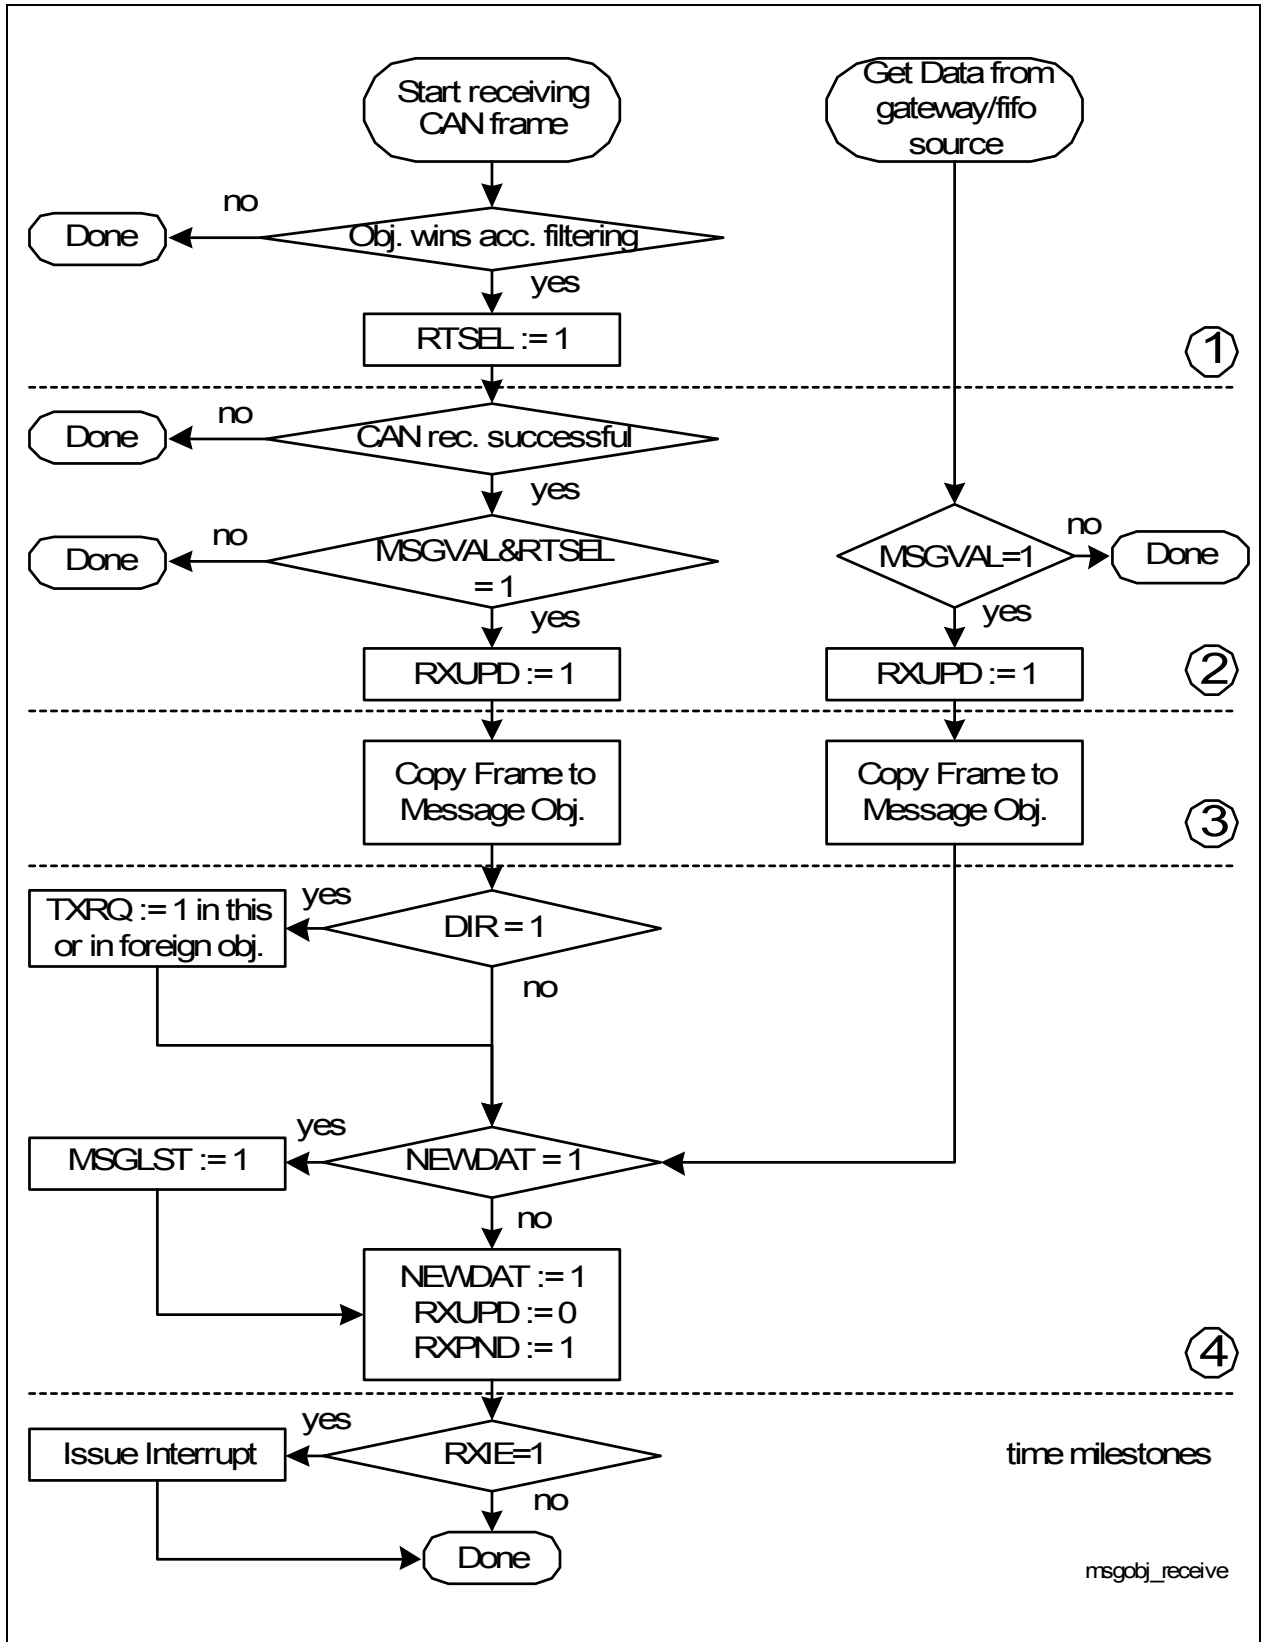 Start receiving
CAN frame
Get Data from
gateway/fifo
source
no
Done
Obj. wins acc. filtering
yes
RTSEL := 1
1
no
Done
CAN rec. successful
yes
no
Done
MSGVAL&RTSEL
= 1
yes
MSGVAL=1
no
Done
yes
RXUPD := 1
RXUPD := 1
2
Copy Frame to
Message Obj.
Copy Frame to
Message Obj.
3
yes
TXRQ := 1 in this
or in foreign obj.
DIR = 1
no
yes
MSGLST := 1
NEWDAT = 1
no
NEWDAT := 1
RXUPD := 0
RXPND := 1
4
yes
Issue Interrupt
RXIE=1
time milestones
no
Done
msgobj_receive